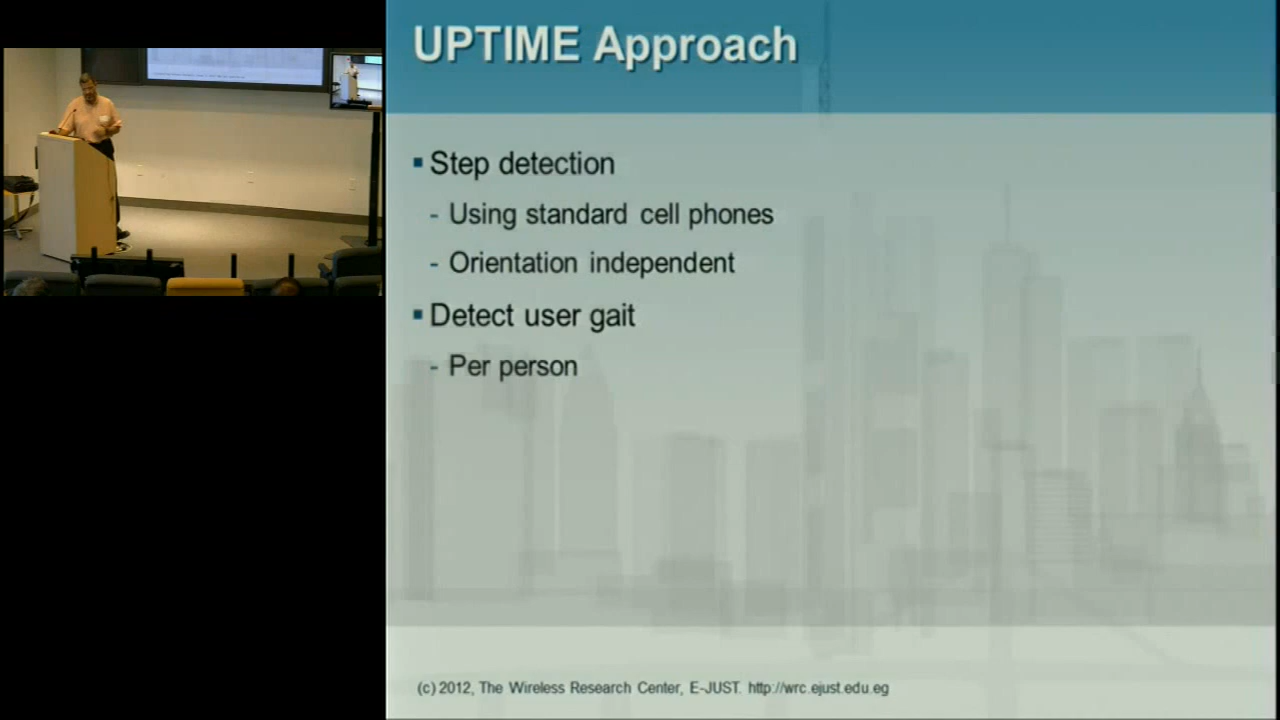 UPTIME Approach
▪ Step detection
- Using standard cell phones
- Orientation independent
▪ Detect user gait
- Per person
(c) 2012, The Wireless Research Center, E-JUST. http://wrc.ejust.edu.eg